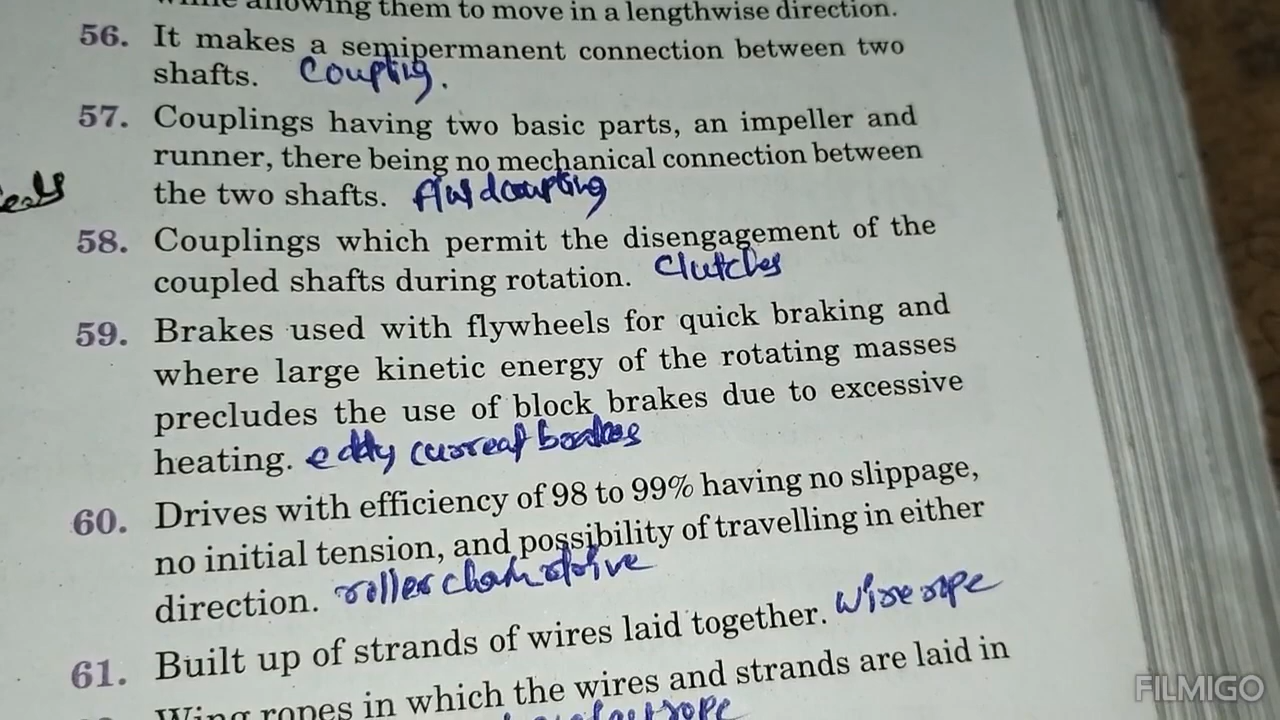 allowing them to move in a lengthwise direction.
56. It makes a semipermanent connection between two
shafts. Coupling.
57. Couplings having two basic parts, an impeller and
runner, there being no mechanical connection between
the two shafts. fluid coupling
58. Couplings which permit the disengagement of the
coupled shafts during rotation. Clutches
59. Brakes used with flywheels for quick braking and
where large kinetic energy of the rotating masses
precludes the use of block brakes due to excessive
heating. eddy current brakes
60. Drives with efficiency of 98 to 99% having no slippage,
no initial tension, and possibility of travelling in either
direction. roller chain drive
61. Built up of strands of wires laid together. Wire rope
Wing ropes in which the wires and strands are laid in
rope
FILMIGO